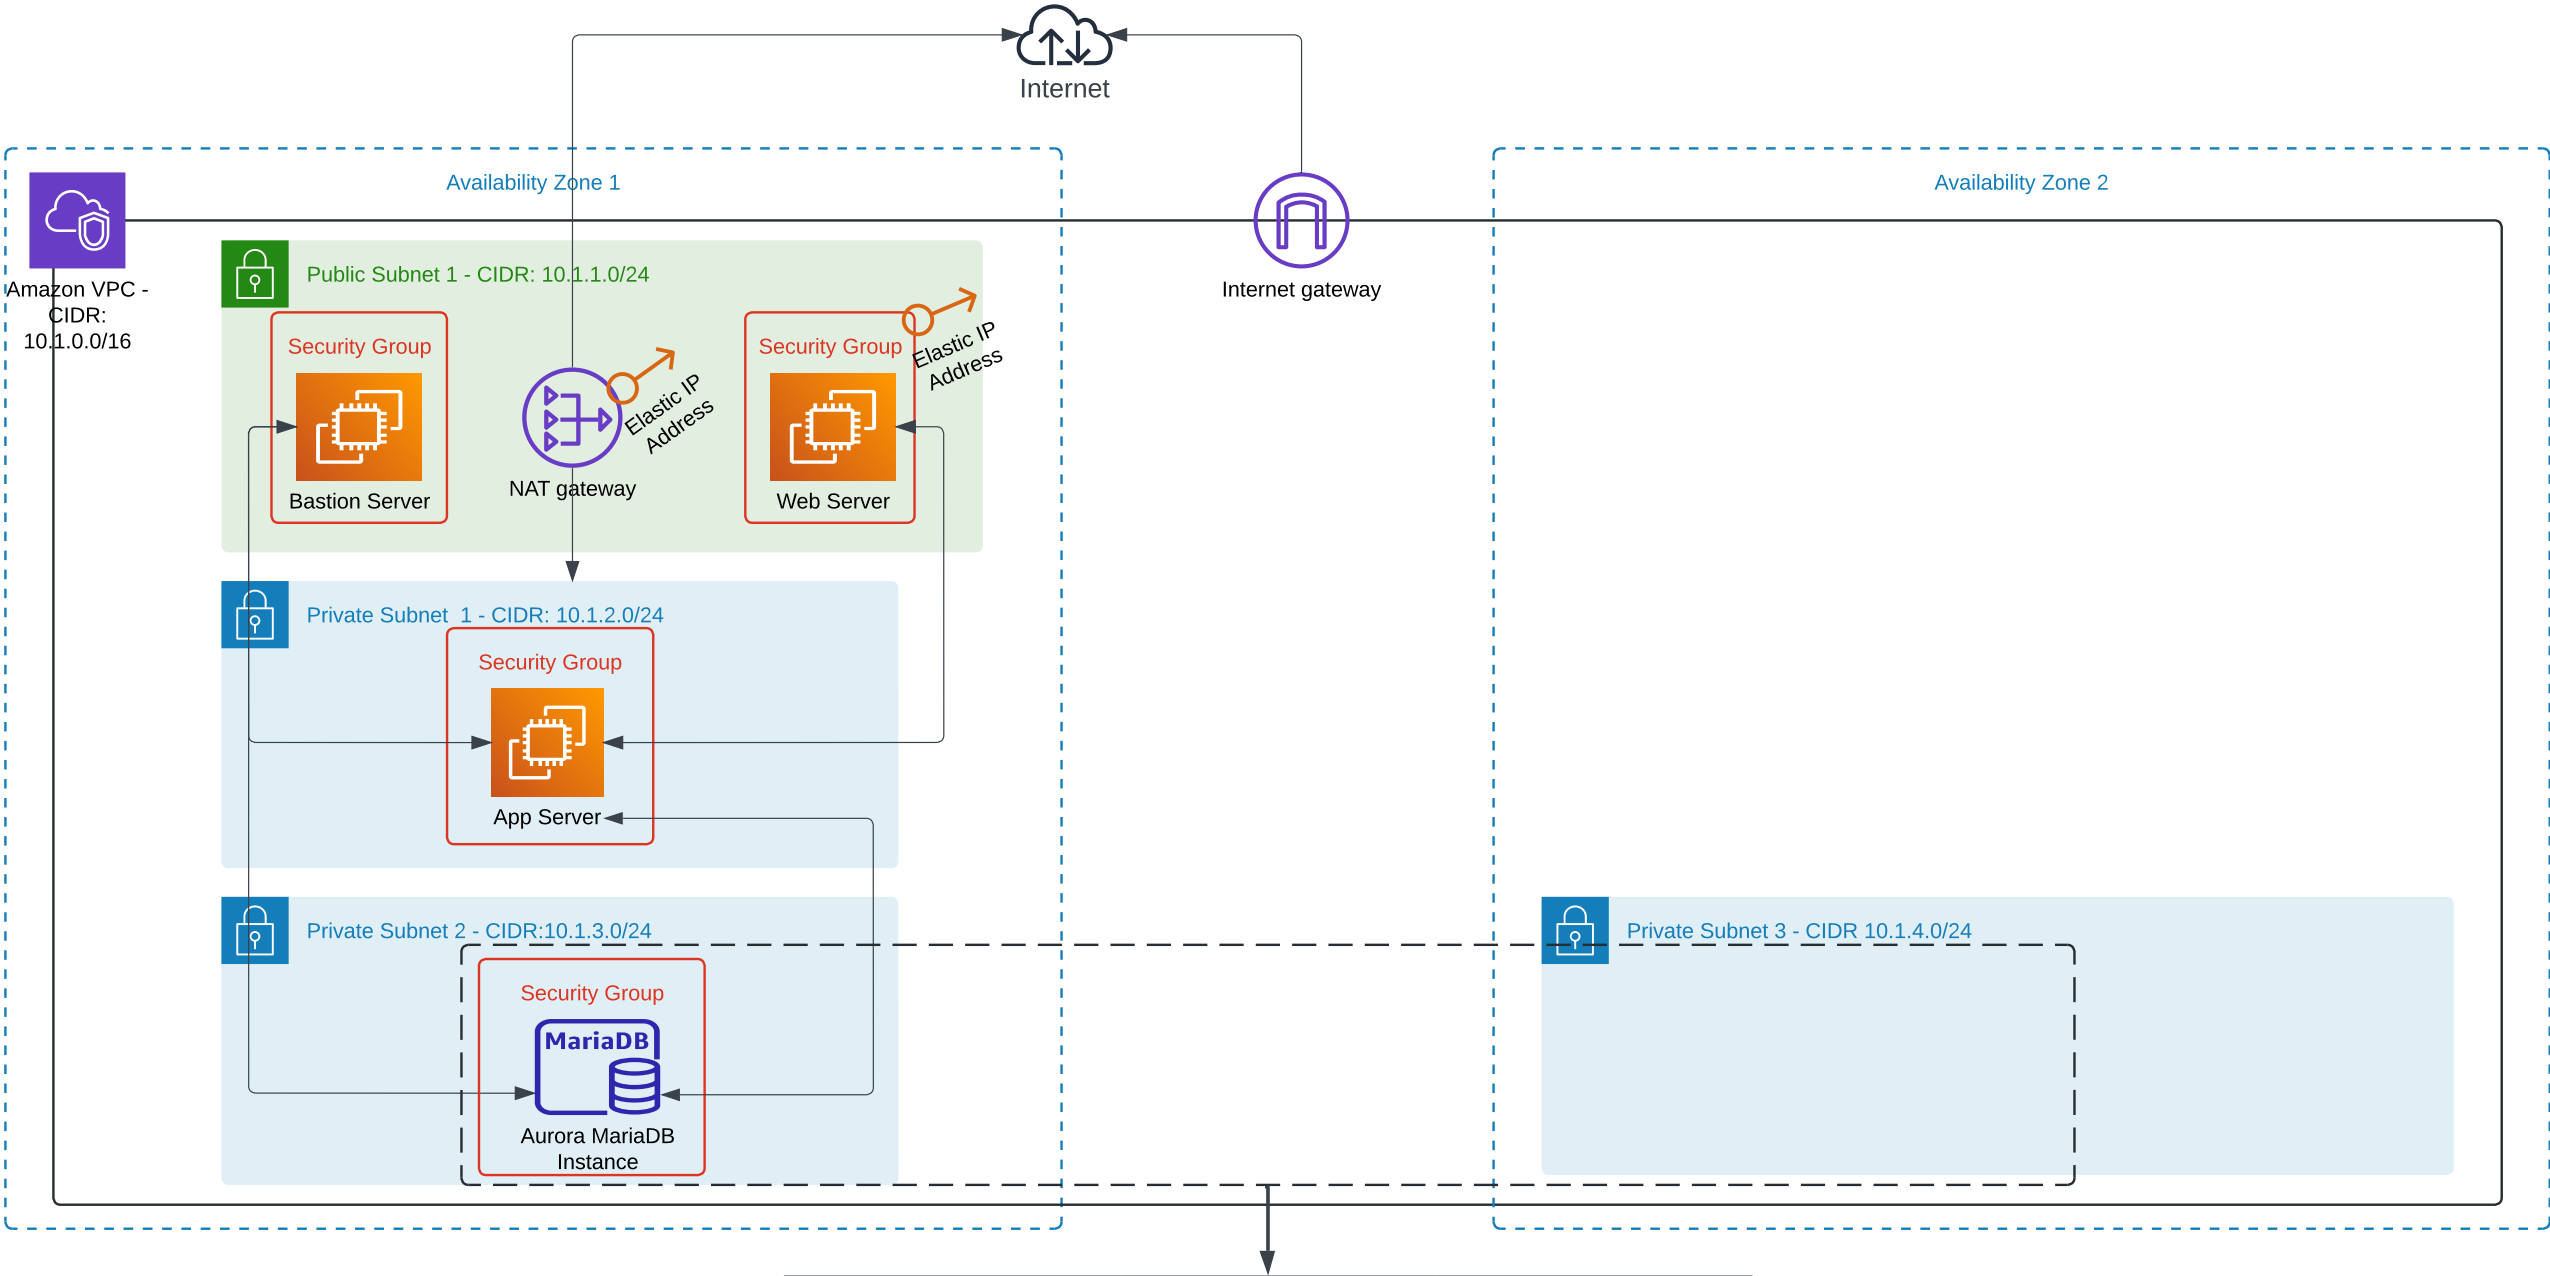 Internet
Availability Zone 1
Availability Zone 2
Amazon VPC -
CIDR:
10.1.0.0/16
Public Subnet 1 - CIDR: 10.1.1.0/24
Internet gateway
Security Group
Bastion Server
Elastic IP
Address
NAT gateway
Security Group
Web Server
Elastic IP
Address
Private Subnet  1 - CIDR: 10.1.2.0/24
Security Group
App Server
Private Subnet 2 - CIDR:10.1.3.0/24
Security Group
MariaDB
Aurora MariaDB
Instance
Private Subnet 3 - CIDR 10.1.4.0/24